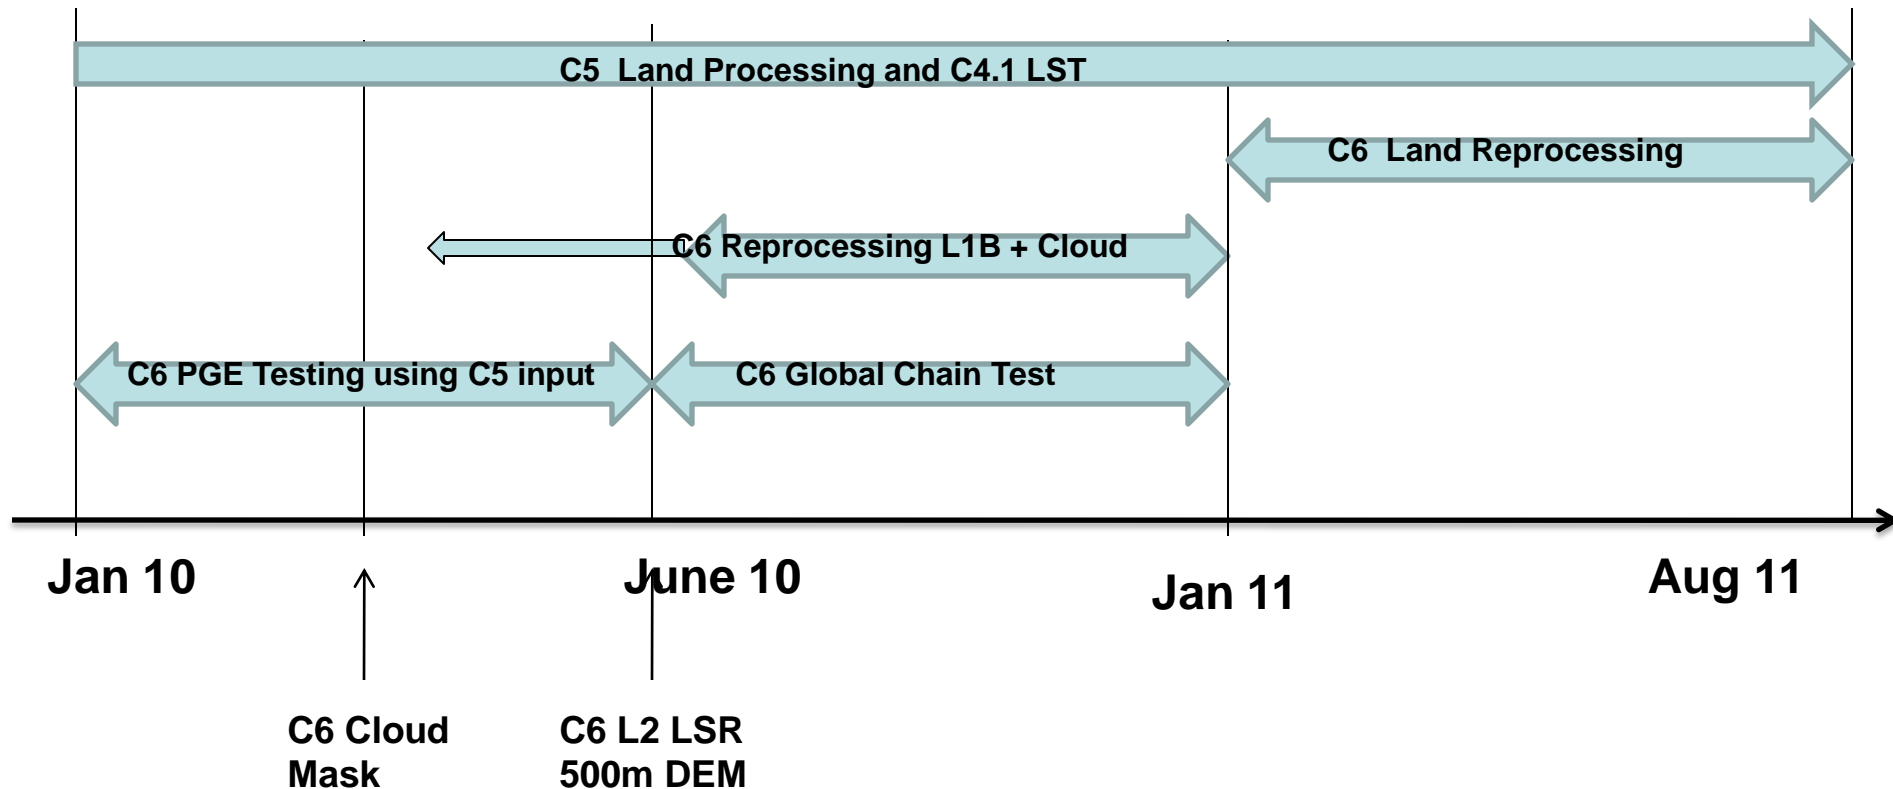 C5  Land Processing and C4.1 LST
C6  Land Reprocessing
C6 Reprocessing L1B + Cloud
C6 PGE Testing using C5 input
C6 Global Chain Test
Jan 10
June 10
Jan 11
Aug 11
C6 Cloud
Mask
C6 L2 LSR
500m DEM